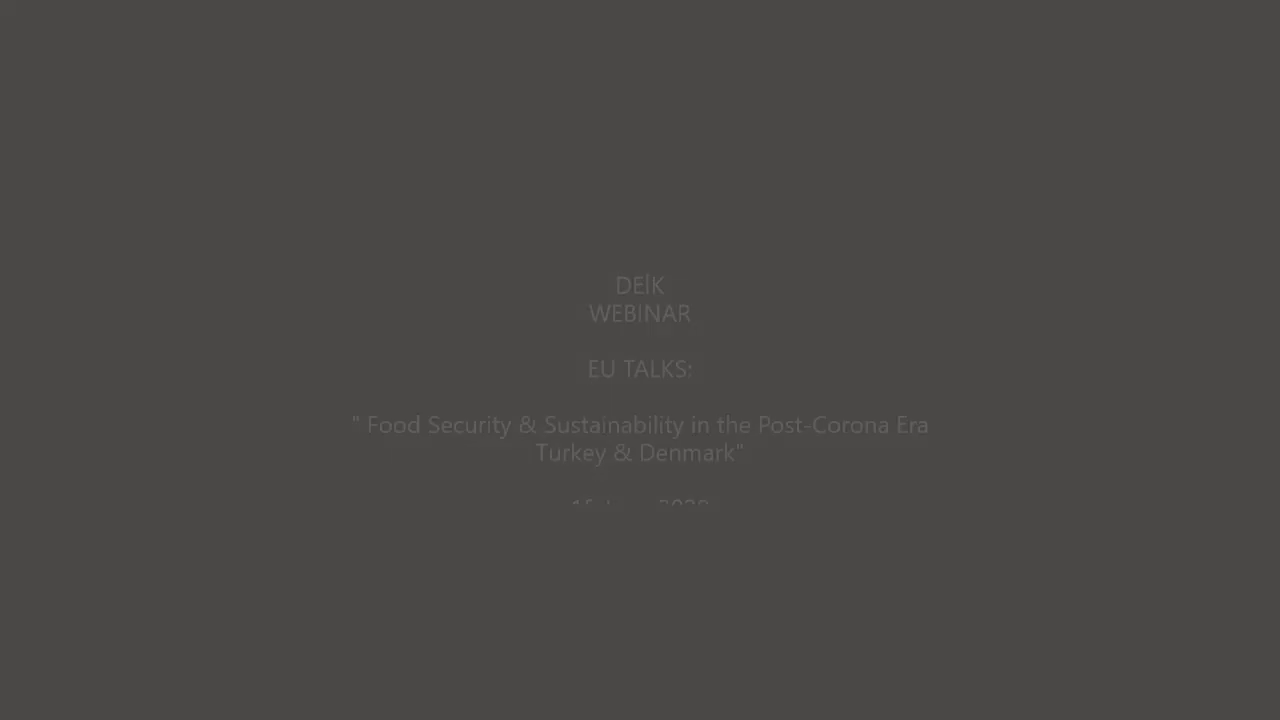 DEİK
WEBINAR
EU TALKS:
" Food Security & Sustainability in the Post-Corona Era
Turkey & Denmark"